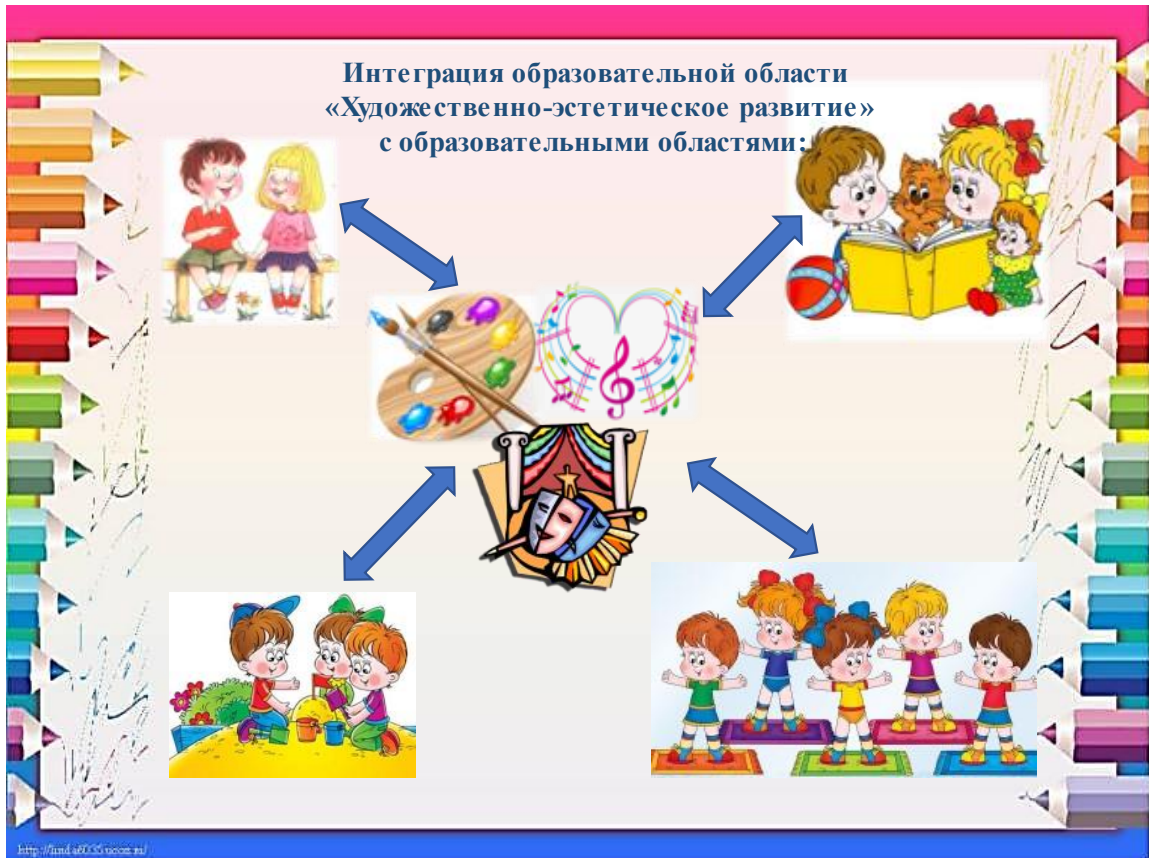 Интеграция образовательной области
«Художественно-эстетическое развитие»
с образовательными областями: